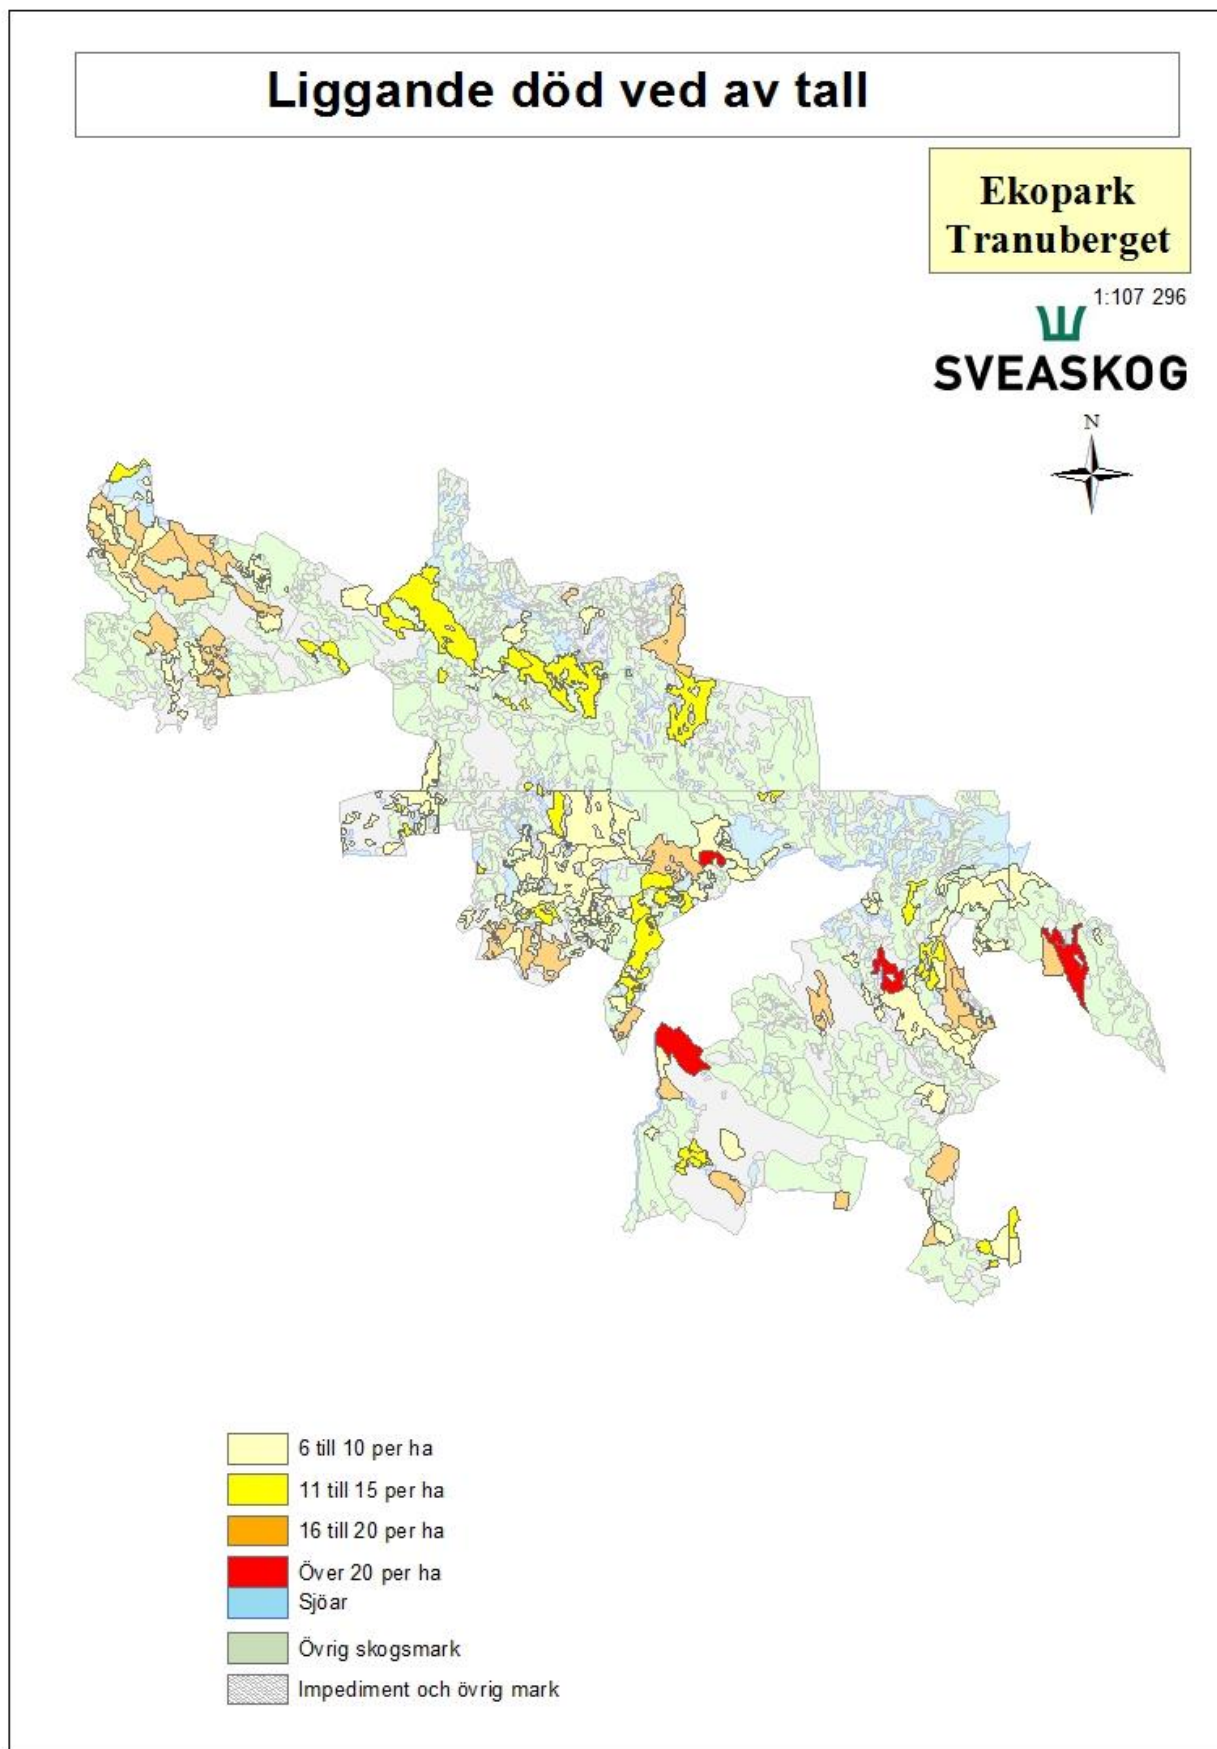 Liggande död ved av tall
Ekopark
Tranuberget
1:107 296
SVEASKOG
N
6 till 10 per ha
11 till 15 per ha
16 till 20 per ha
Över 20 per ha
Sjöar
Övrig skogsmark
Impediment och övrig mark